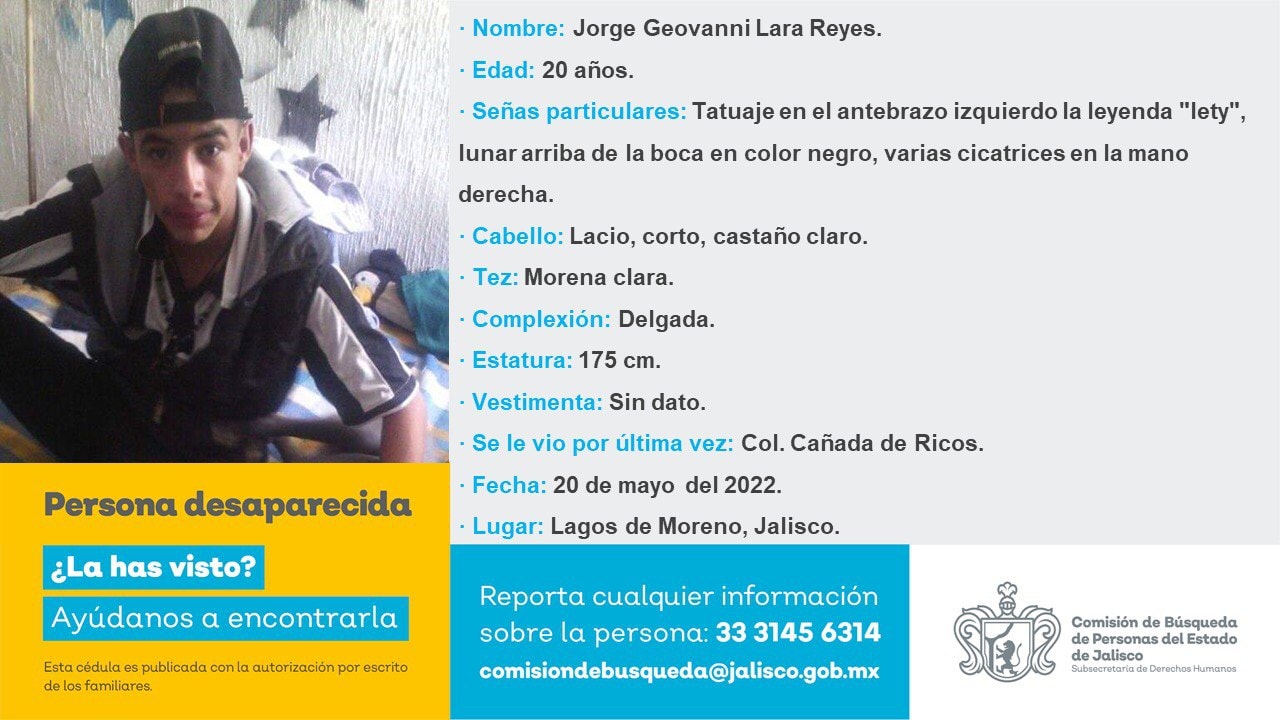 · Nombre: Jorge Geovanni Lara Reyes.
· Edad: 20 años.
· Señas particulares: Tatuaje en el antebrazo izquierdo la leyenda "lety",
lunar arriba de la boca en color negro, varias cicatrices en la mano
derecha.
· Cabello: Lacio, corto, castaño claro.
· Tez: Morena clara.
· Complexión: Delgada.
· Estatura: 175 cm.
· Vestimenta: Sin dato.
· Se le vio por última vez: Col. Cañada de Ricos.
· Fecha: 20 de mayo del 2022.
· Lugar: Lagos de Moreno, Jalisco.
Persona desaparecida
¿La has visto?
Ayúdanos a encontrarla
Esta cédula es publicada con la autorización por escrito
de los familiares.
Reporta cualquier información
sobre la persona: 33 3145 6314
comisiondebusqueda@jalisco.gob.mx
Comisión de Búsqueda
de Personas del Estado
de Jalisco
Subsecretaría de Derechos Humanos